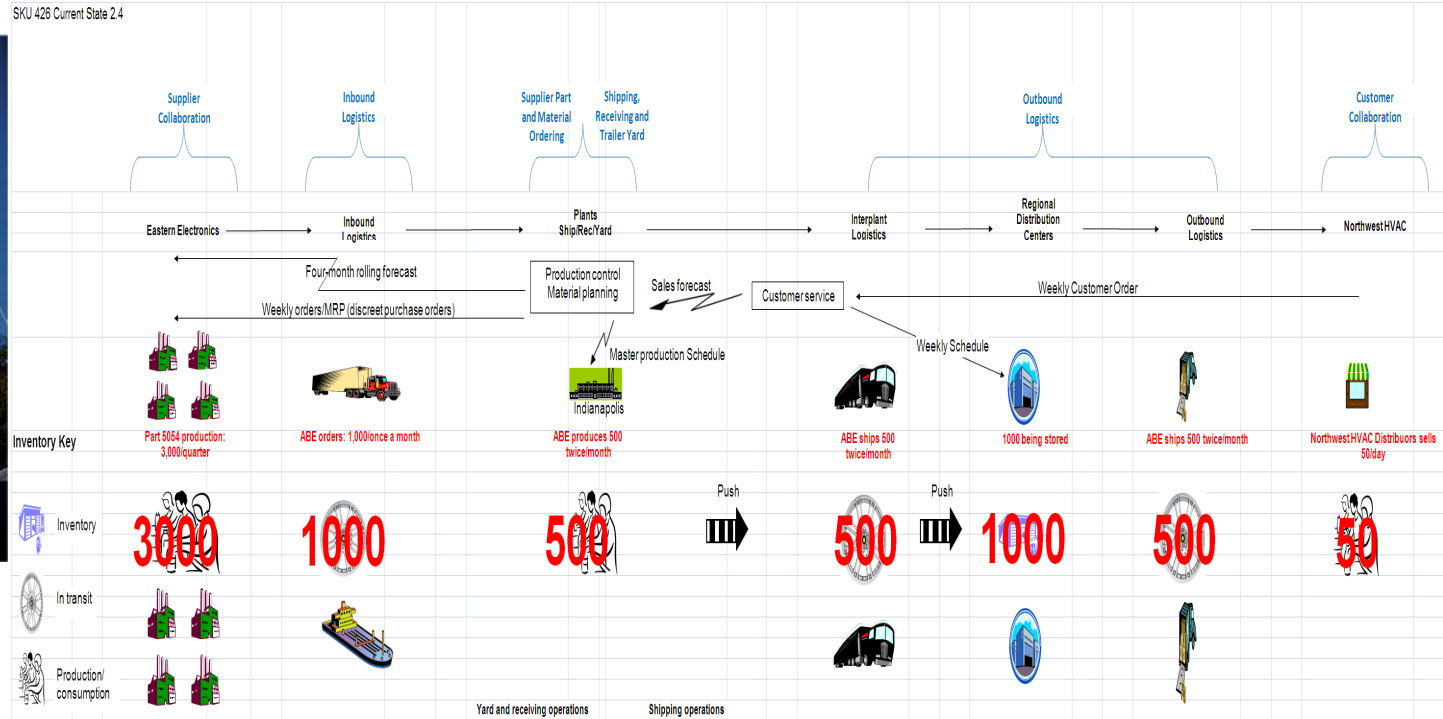 SKU 426 Current State 2.4
Supplier
Collaboration
Inbound
Logistics
Supplier Part
and Material
Ordering
Shipping,
Receiving and
Trailer Yard
Outbound
Logistics
Customer
Collaboration
Eastern Electronics
Inbound
Logistics
Plants
Ship/Rec/Yard
Interplant
Logistics
Regional
Distribution
Centers
Outbound
Logistics
Northwest HVAC
Four-month rolling forecast
Weekly orders/MRP (discreet purchase orders)
Production control
Material planning
Sales forecast
Customer service
Weekly Customer Order
Master production Schedule
Weekly Schedule
Indianapolis
Inventory Key
Part 5054 production:
3,000/quarter
ABE orders: 1,000/once a month
ABE produces 500
twice/month
ABE ships 500
twice/month
1000 being stored
ABE ships 500 twice/month
Northwest HVAC Distribuors sells
50/day
Inventory
3000
1000
500
Push
500
Push
1000
500
50
In transit
Production/
consumption
Yard and receiving operations
Shipping operations